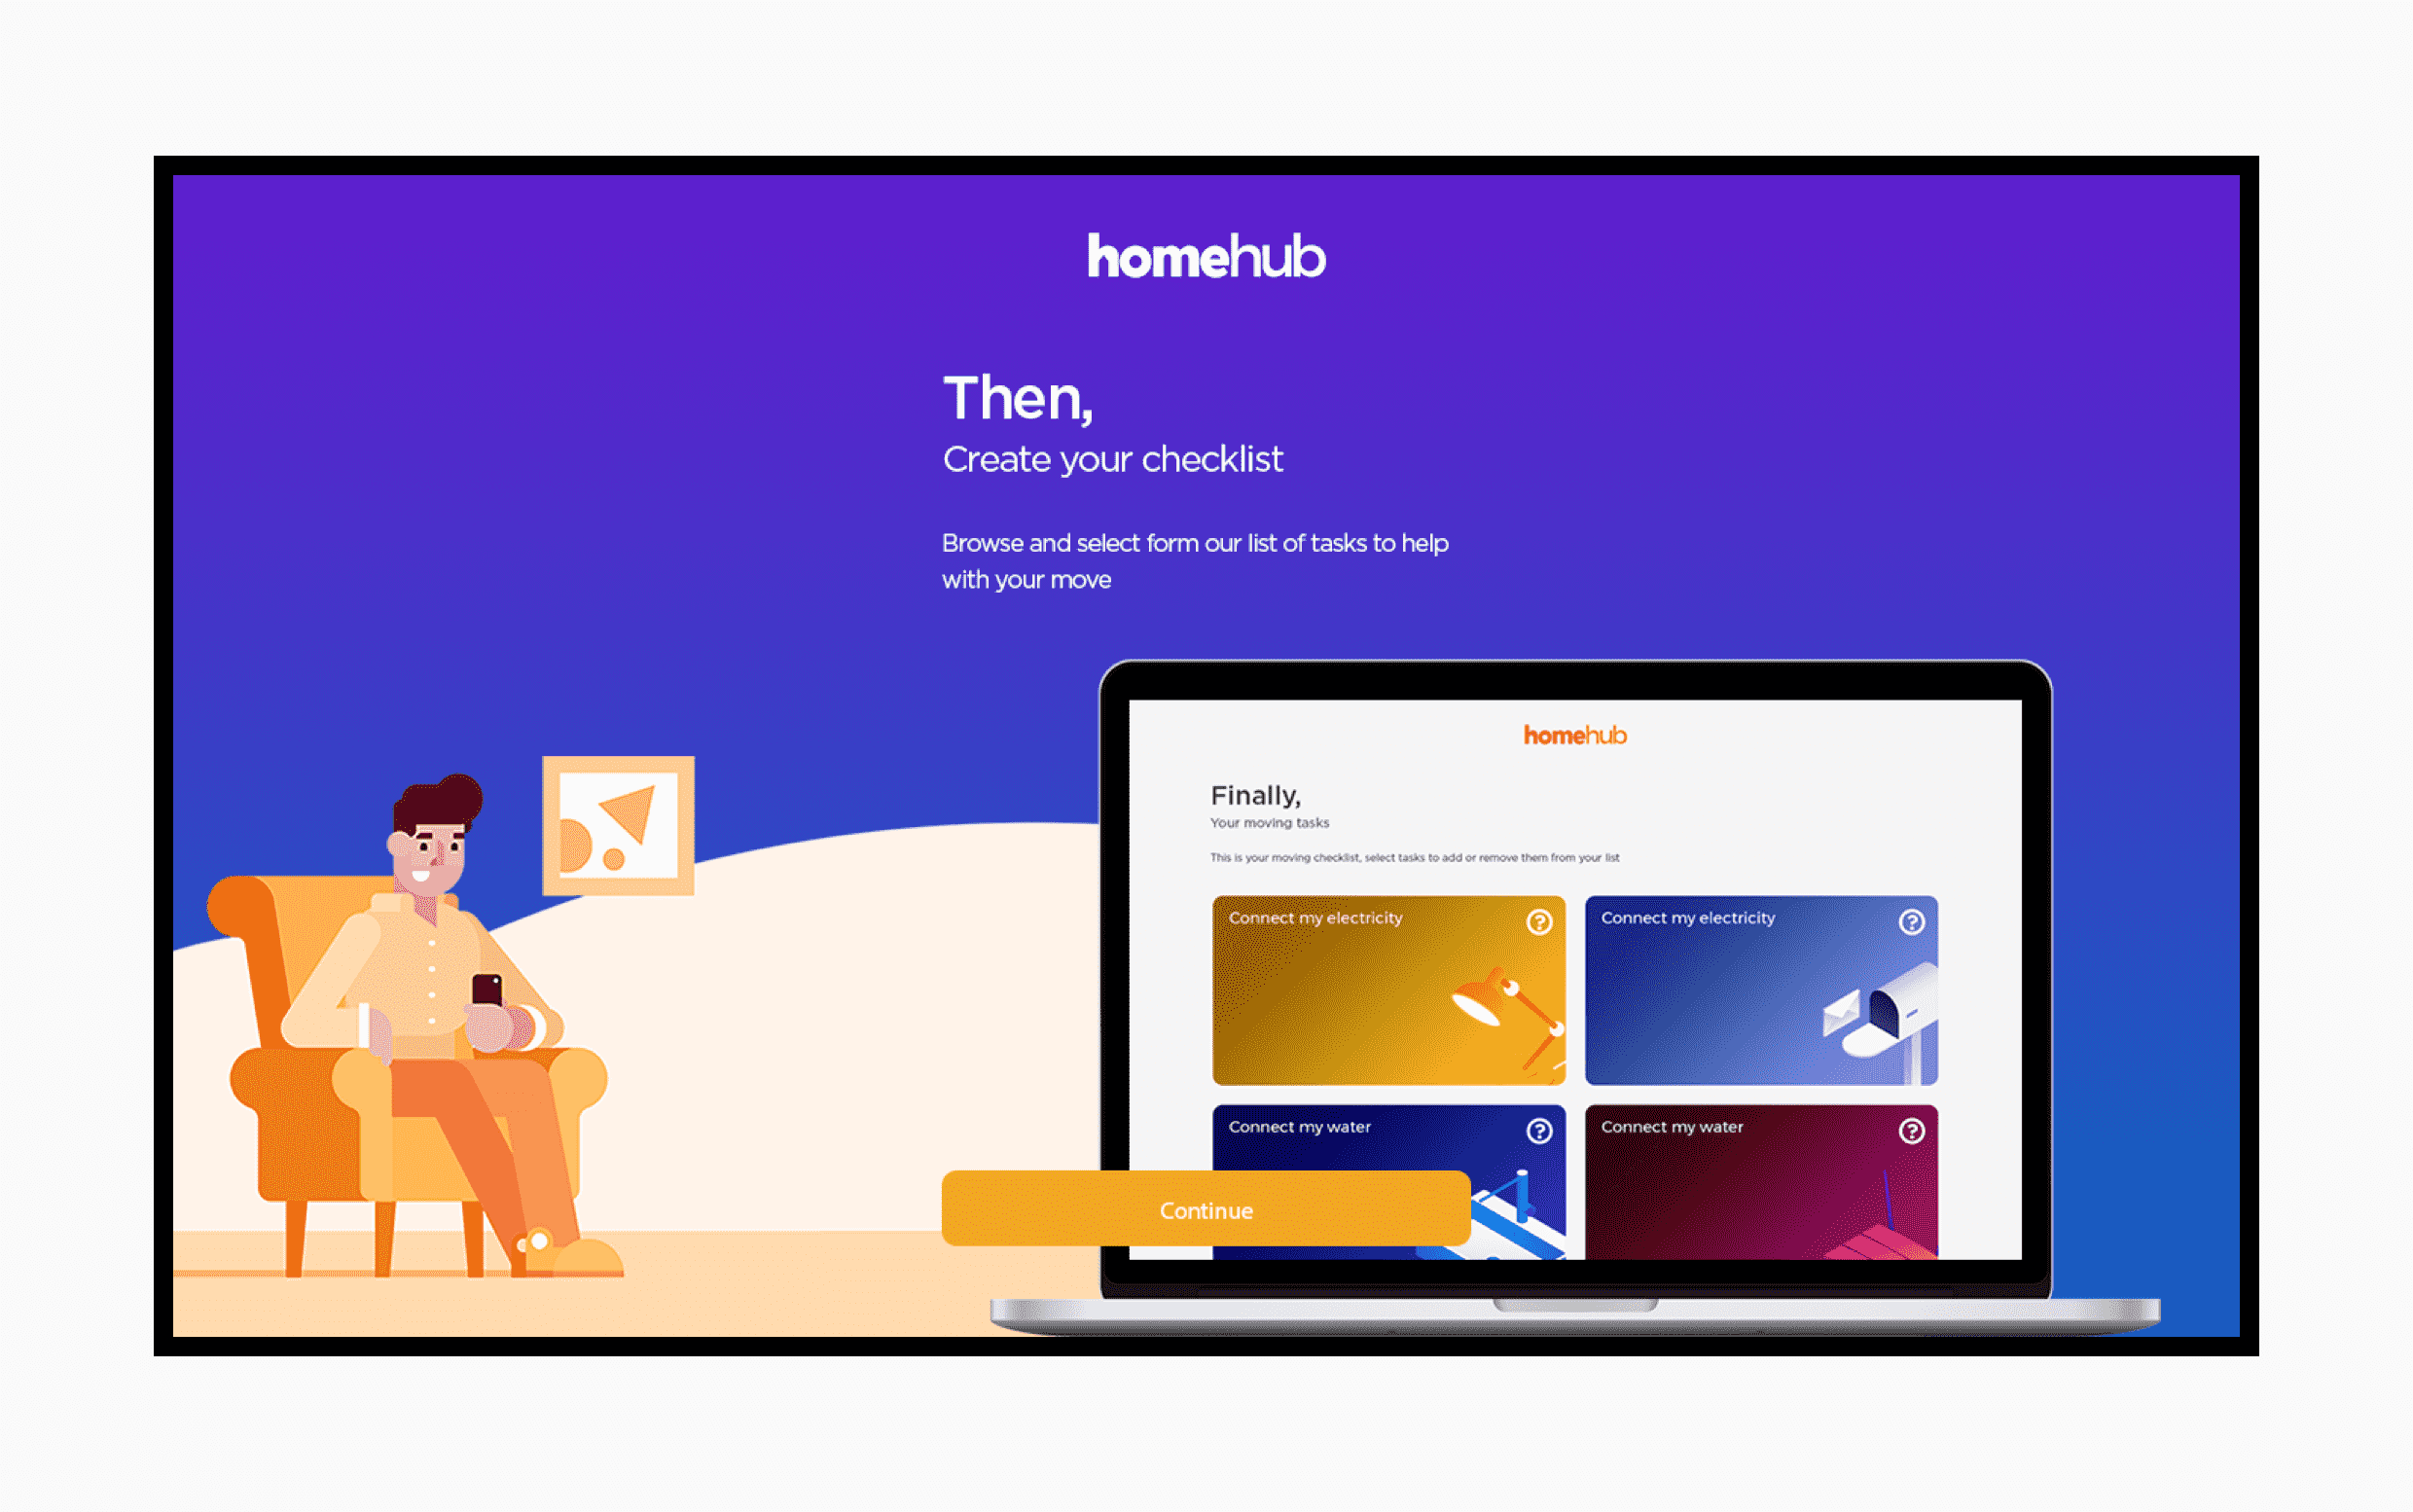 homehub
Then,
Create your checklist
Browse and select form our list of tasks to help
with your move
homehub
Finally,
Your moving tasks
This is your moving checklist, select tasks to add or remove them from your list
Connect my electricity
Connect my electricity
Connect my water
Connect my water
Continue